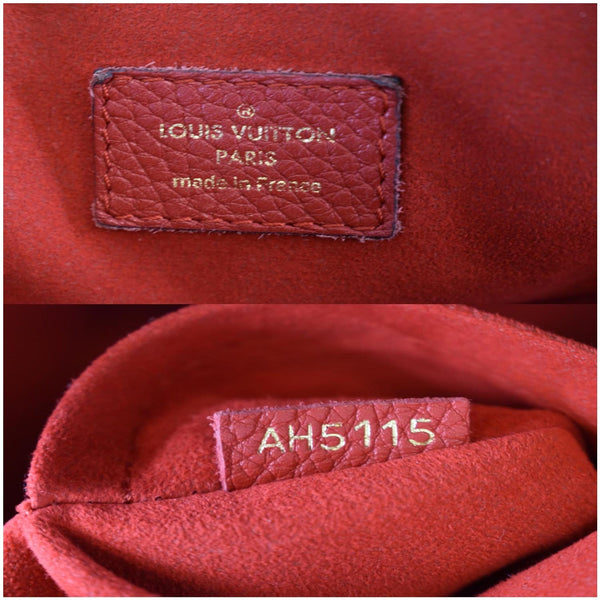 ®
LOUIS VUITTON
PARIS
made in France
AH5115